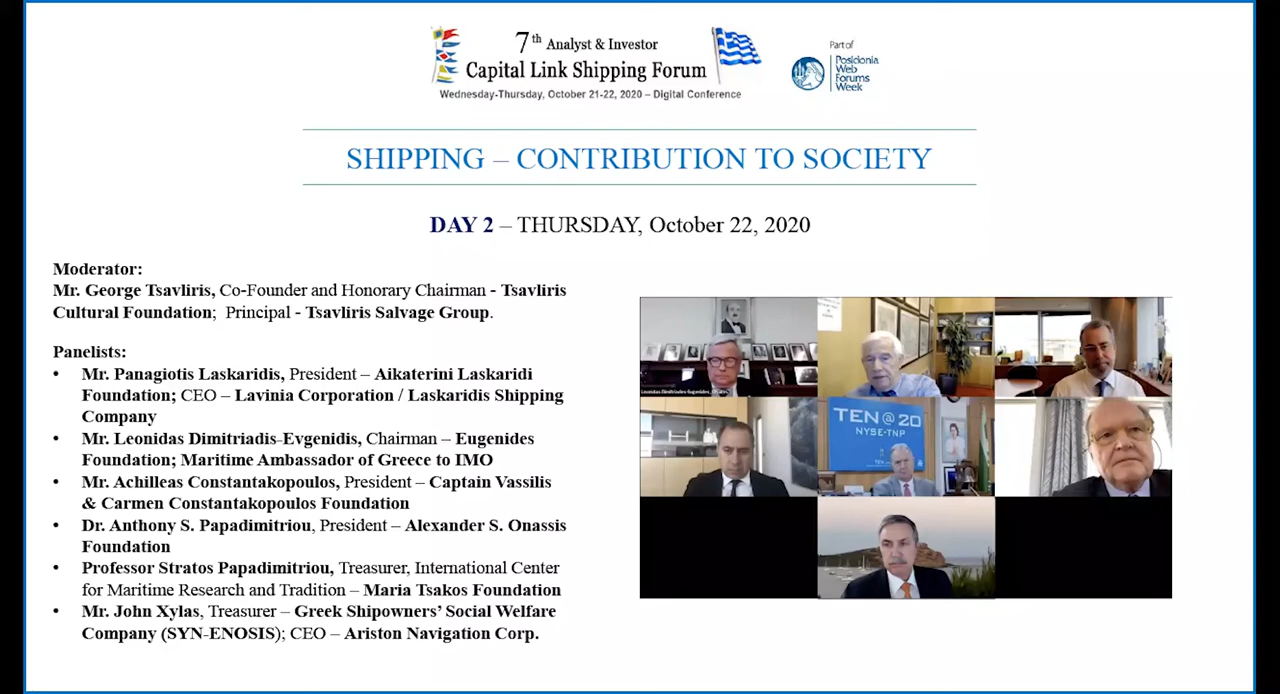 7th Analyst & Investor
Capital Link Shipping Forum
Wednesday-Thursday, October 21-22, 2020 – Digital Conference
Part of
Posidonia
Web
Forums
Week
SHIPPING – CONTRIBUTION TO SOCIETY
DAY 2 – THURSDAY, October 22, 2020
Moderator:
Mr. George Tsavliris, Co-Founder and Honorary Chairman - Tsavliris
Cultural Foundation; Principal - Tsavliris Salvage Group.
Panelists:
• Mr. Panagiotis Laskaridis, President – Aikaterini Laskaridi
Foundation; CEO – Lavinia Corporation / Laskaridis Shipping
Company
• Mr. Leonidas Dimitriadis-Evgenidis, Chairman – Eugenides
Foundation; Maritime Ambassador of Greece to IMO
• Mr. Achilleas Constantakopoulos, President – Captain Vassilis
& Carmen Constantakopoulos Foundation
• Dr. Anthony S. Papadimitriou, President – Alexander S. Onassis
Foundation
• Professor Stratos Papadimitriou, Treasurer, International Center
for Maritime Research and Tradition – Maria Tsakos Foundation
• Mr. John Xylas, Treasurer – Greek Shipowners' Social Welfare
Company (SYN-ENOSIS); CEO – Ariston Navigation Corp.
TEN@20
NYSE-TNP